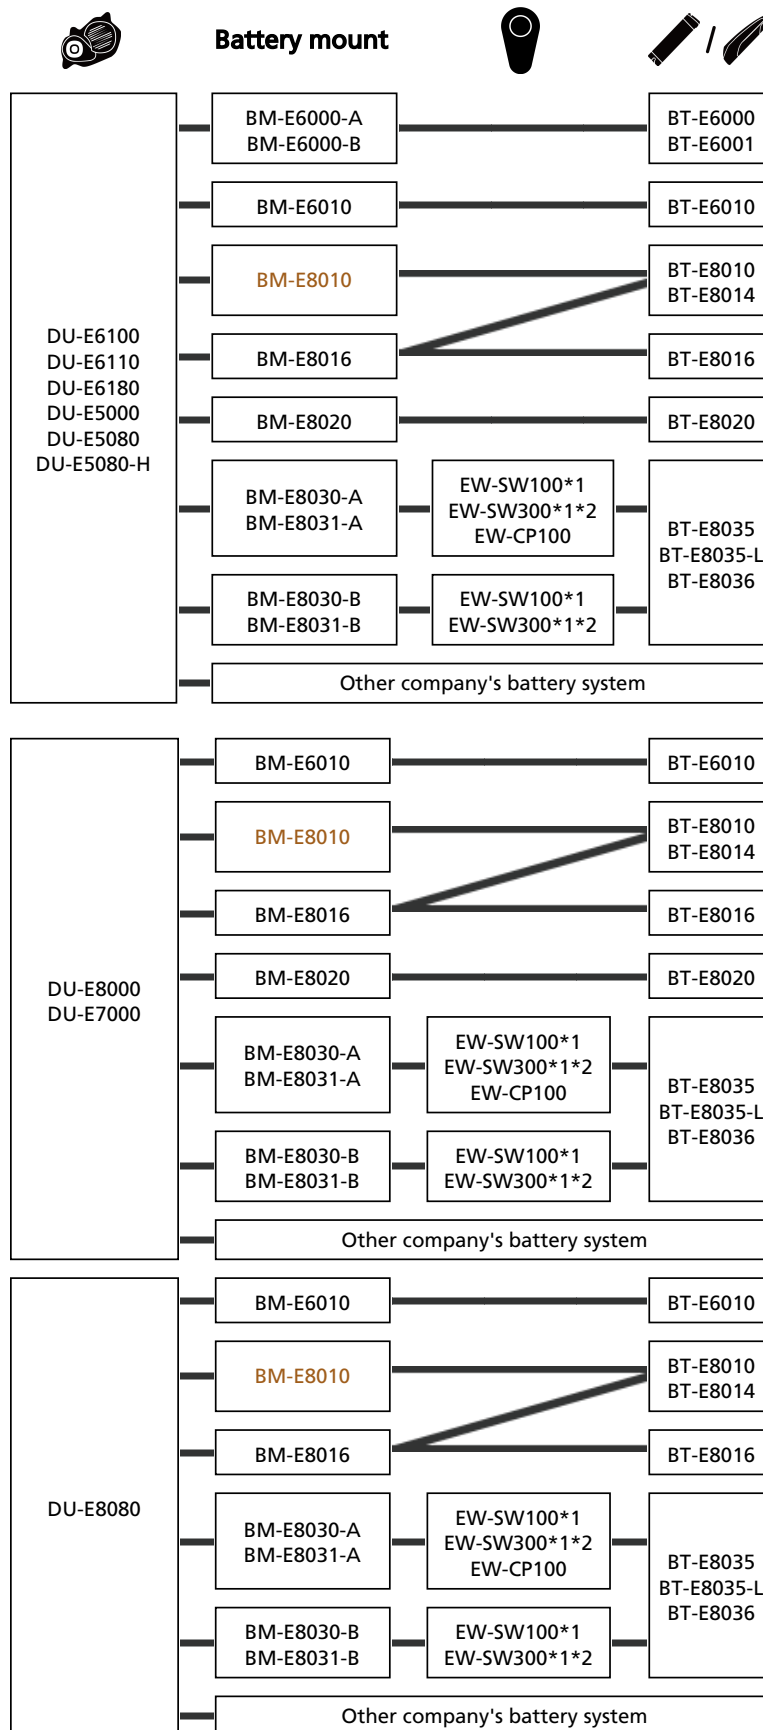 Battery mount
/
DU-E6100
DU-E6110
DU-E6180
DU-E5000
DU-E5080
DU-E5080-H
BM-E6000-A
BM-E6000-B
BT-E6000
BT-E6001
BM-E6010
BT-E6010
BM-E8010
BT-E8010
BT-E8014
BM-E8016
BT-E8016
BM-E8020
BT-E8020
BM-E8030-A
BM-E8031-A
EW-SW100*1
EW-SW300*1*2
EW-CP100
BT-E8035
BT-E8035-L
BT-E8036
BM-E8030-B
BM-E8031-B
EW-SW100*1
EW-SW300*1*2
Other company's battery system
DU-E8000
DU-E7000
BM-E6010
BT-E6010
BM-E8010
BT-E8010
BT-E8014
BM-E8016
BT-E8016
BM-E8020
BT-E8020
BM-E8030-A
BM-E8031-A
EW-SW100*1
EW-SW300*1*2
EW-CP100
BT-E8035
BT-E8035-L
BT-E8036
BM-E8030-B
BM-E8031-B
EW-SW100*1
EW-SW300*1*2
Other company's battery system
DU-E8080
BM-E6010
BT-E6010
BM-E8010
BT-E8010
BT-E8014
BM-E8016
BT-E8016
BM-E8030-A
BM-E8031-A
EW-SW100*1
EW-SW300*1*2
EW-CP100
BT-E8035
BT-E8035-L
BT-E8036
BM-E8030-B
BM-E8031-B
EW-SW100*1
EW-SW300*1*2
Other company's battery system